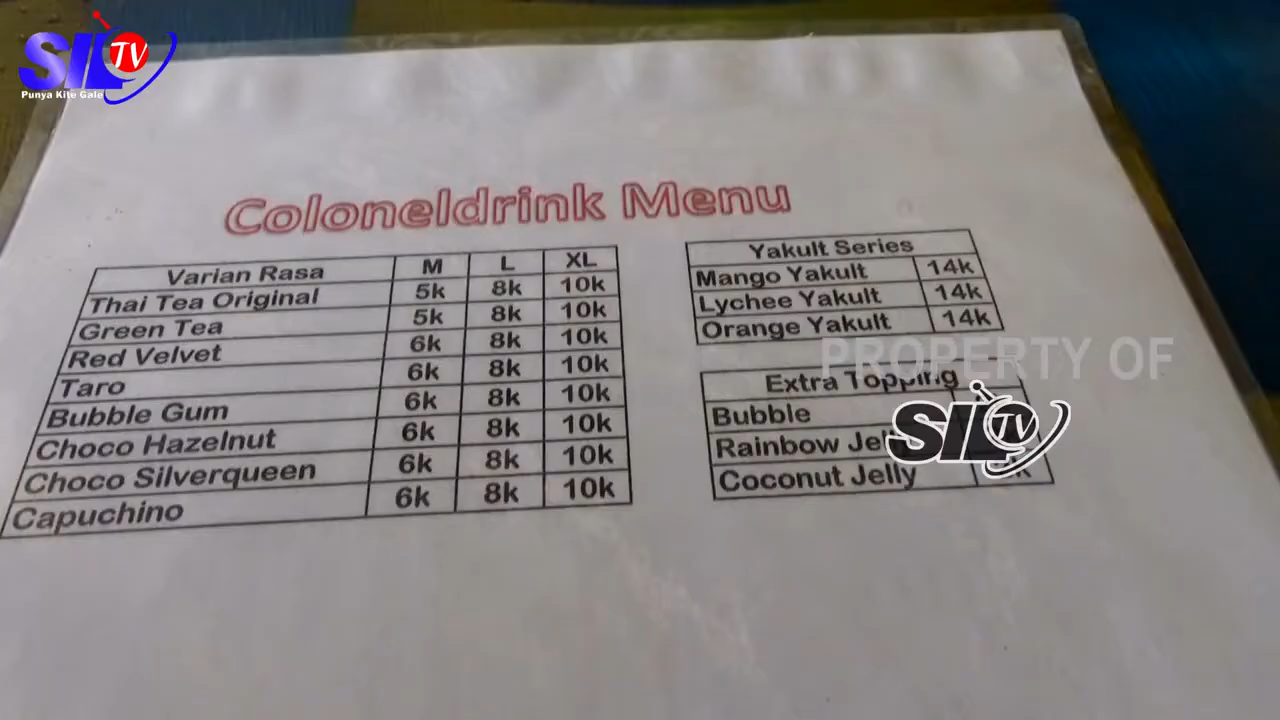 SIL TV
Punya Kite Gale
Coloneldrink Menu
Varian Rasa M L XL
Thai Tea Original 5k 8k 10k
Green Tea 5k 8k 10k
Red Velvet 6k 8k 10k
Taro 6k 8k 10k
Bubble Gum 6k 8k 10k
Choco Hazelnut 6k 8k 10k
Choco Silverqueen 6k 8k 10k
Capuchino 6k 8k 10k
Yakult Series
Mango Yakult 14k
Lychee Yakult 14k
Orange Yakult 14k
PROPERTY OF
SIL TV
Extra Topping
Bubble
Rainbow Jelly
Coconut Jelly